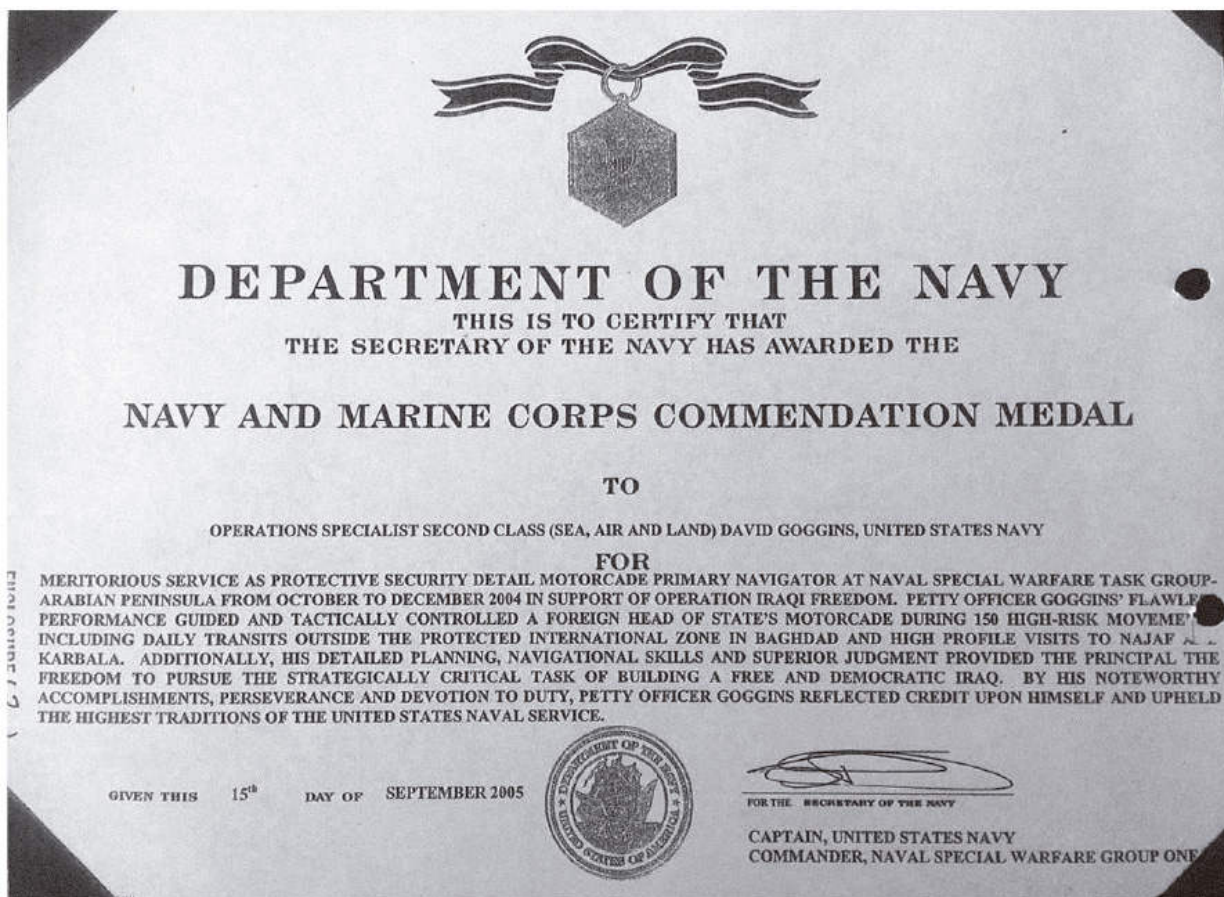 DEPARTMENT OF THE NAVY
THIS IS TO CERTIFY THAT
THE SECRETARY OF THE NAVY HAS AWARDED THE
NAVY AND MARINE CORPS COMMENDATION MEDAL
TO
OPERATIONS SPECIALIST SECOND CLASS (SEA, AIR AND LAND) DAVID GOGGINS, UNITED STATES NAVY
FOR
MERITORIOUS SERVICE AS PROTECTIVE SECURITY DETAIL MOTORCADE PRIMARY NAVIGATOR AT NAVAL SPECIAL WARFARE TASK GROUP-
ARABIAN PENINSULA FROM OCTOBER TO DECEMBER 2004 IN SUPPORT OF OPERATION IRAQI FREEDOM. PETTY OFFICER GOGGINS'
PERFORMANCE GUIDED AND TACTICALLY CONTROLLED A FOREIGN HEAD OF STATE'S MOTORCADE DURING 150 HIGH-RISK
INCLUDING DAILY TRANSITS OUTSIDE THE PROTECTED INTERNATIONAL ZONE IN BAGHDAD AND HIGH PROFILE VISITS TO NAJAF
KARBALA. ADDITIONALLY, HIS DETAILED PLANNING, NAVIGATIONAL SKILLS AND SUPERIOR JUDGMENT PROVIDED THE PRINCIPAL THE
FREEDOM TO PURSUE THE STRATEGICALLY CRITICAL TASK OF BUILDING A FREE AND DEMOCRATIC IRAQ. BY HIS NOTEWORTHY
ACCOMPLISHMENTS, PERSEVERANCE AND DEVOTION TO DUTY, PETTY OFFICER GOGGINS REFLECTED CREDIT UPON HIMSELF AND UPHELD
THE HIGHEST TRADITIONS OF THE UNITED STATES NAVAL SERVICE.
GIVEN THIS 15th DAY OF SEPTEMBER 2005
DEPARTMENT OF THE NAVY
UNITED STATES OF AMERICA
FOR THE SECRETARY OF THE NAVY
CAPTAIN, UNITED STATES NAVY
COMMANDER, NAVAL SPECIAL WARFARE GROUP ONE